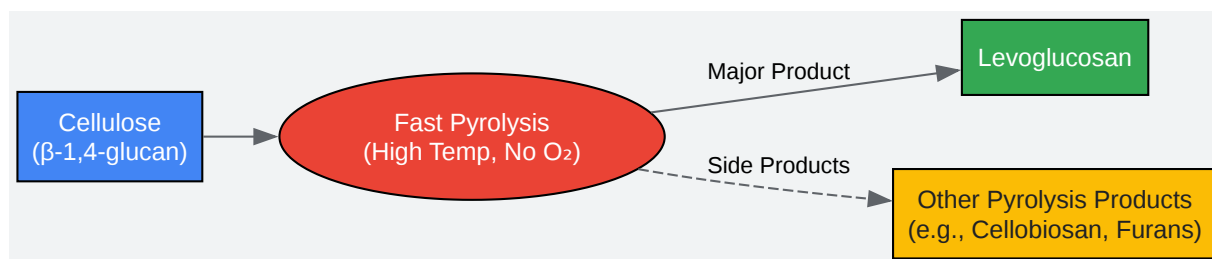 Cellulose
(β-1,4-glucan)
Fast Pyrolysis
(High Temp, No O₂)
Major Product
Levoglucosan
Side Products
Other Pyrolysis Products
(e.g., Cellobiosan, Furans)